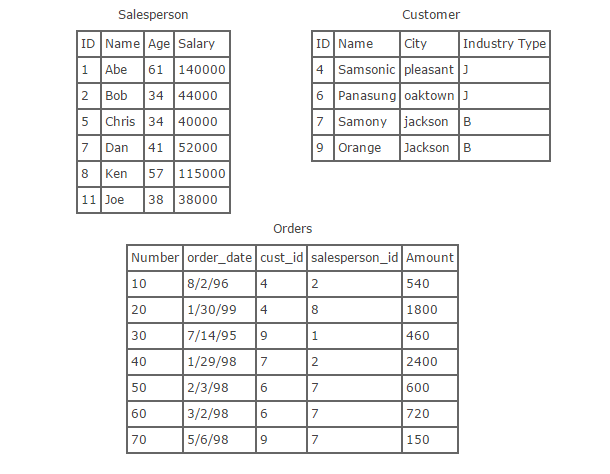 Salesperson
ID Name Age Salary
1 Abe 61 140000
2 Bob 34 44000
5 Chris 34 40000
7 Dan 41 52000
8 Ken 57 115000
11 Joe 38 38000
Customer
ID Name City Industry Type
4 Samsonic pleasant J
6 Panasung oaktown J
7 Samony jackson B
9 Orange Jackson B
Orders
Number order_date cust_id salesperson_id Amount
10 8/2/96 4 2 540
20 1/30/99 4 8 1800
30 7/14/95 9 1 460
40 1/29/98 7 2 2400
50 2/3/98 6 7 600
60 3/2/98 6 7 720
70 5/6/98 9 7 150